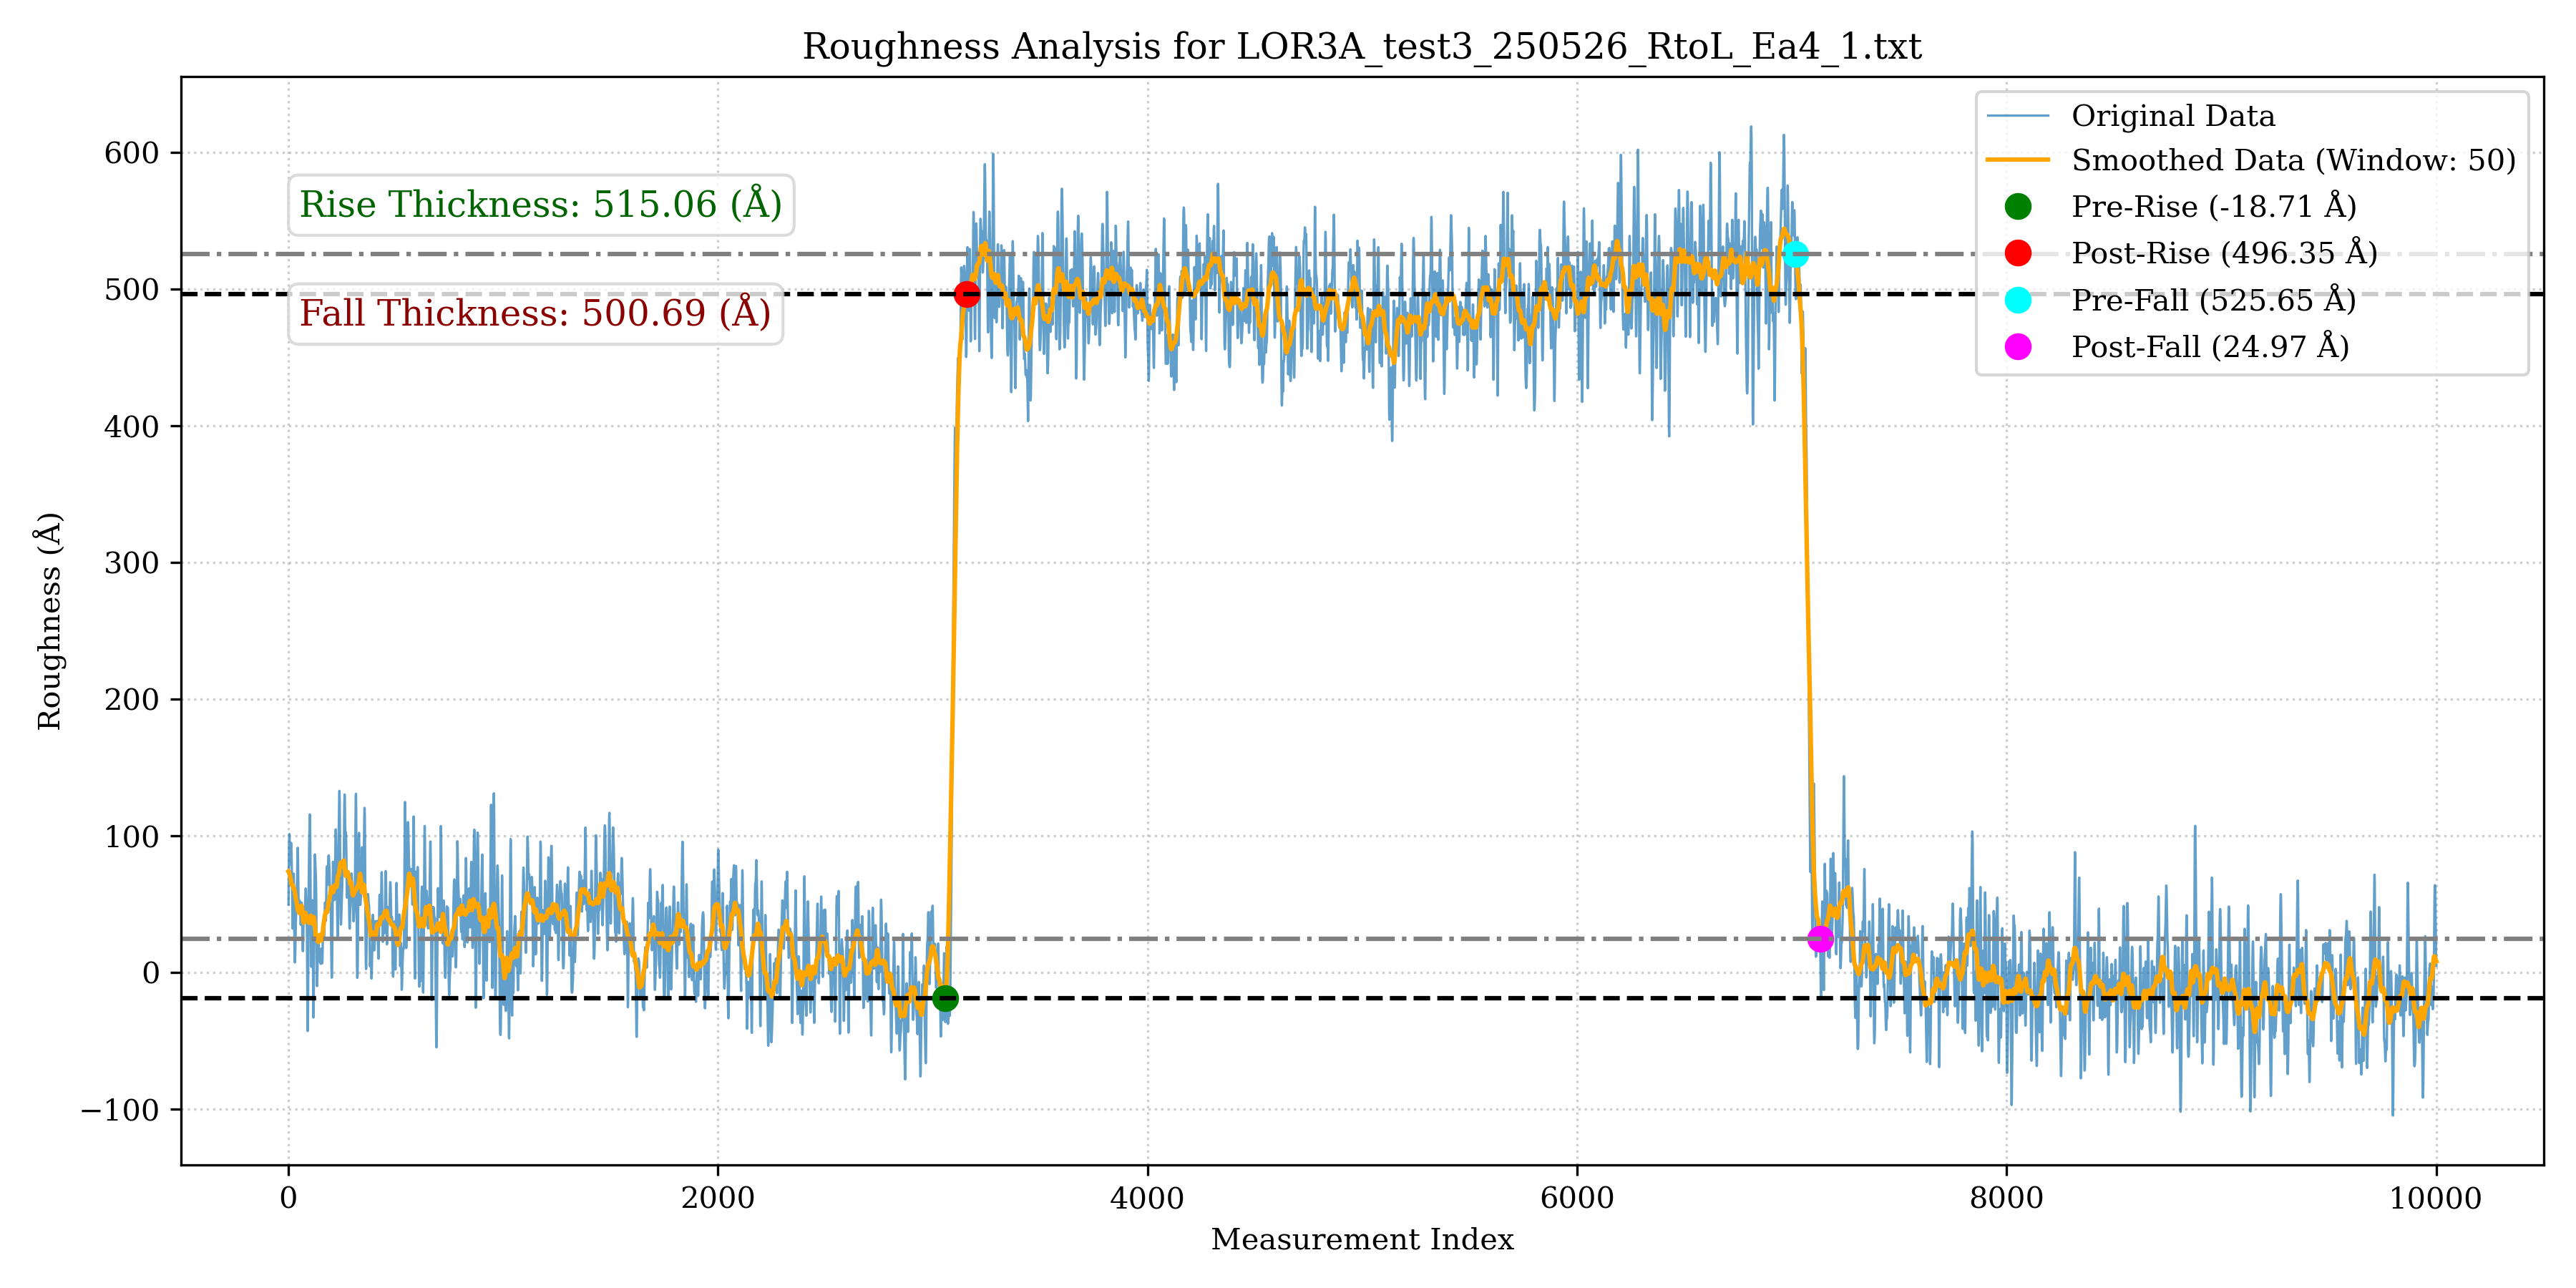 Roughness Analysis for LOR3A_test3_250526_RtoL_Ea4_1.txt
Original Data
Smoothed Data (Window: 50)
Pre-Rise (-18.71 Å)
Post-Rise (496.35 Å)
Pre-Fall (525.65 Å)
Post-Fall (24.97 Å)
Rise Thickness: 515.06 (Å)
Fall Thickness: 500.69 (Å)
Roughness (Å)
600
500
400
300
200
100
0
−100
0
2000
4000
6000
8000
10000
Measurement Index